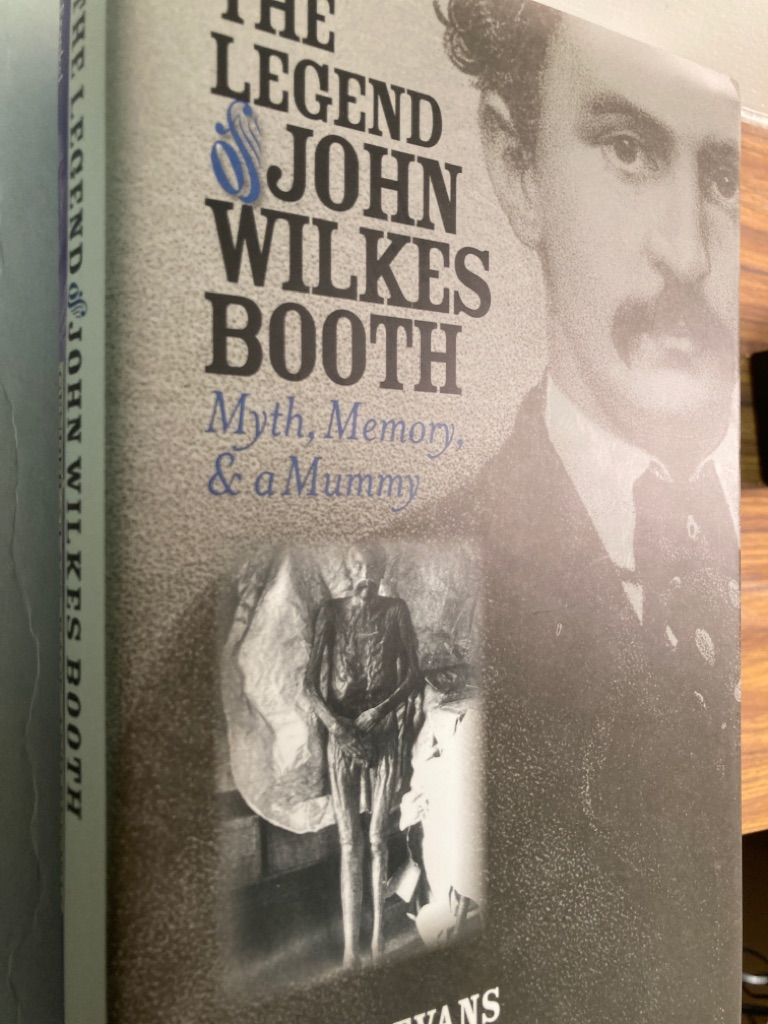 THE
LEGEND
of JOHN
WILKES
BOOTH
Myth, Memory,
& a Mummy
EVANS
THE LEGEND of JOHN WILKES BOOTH